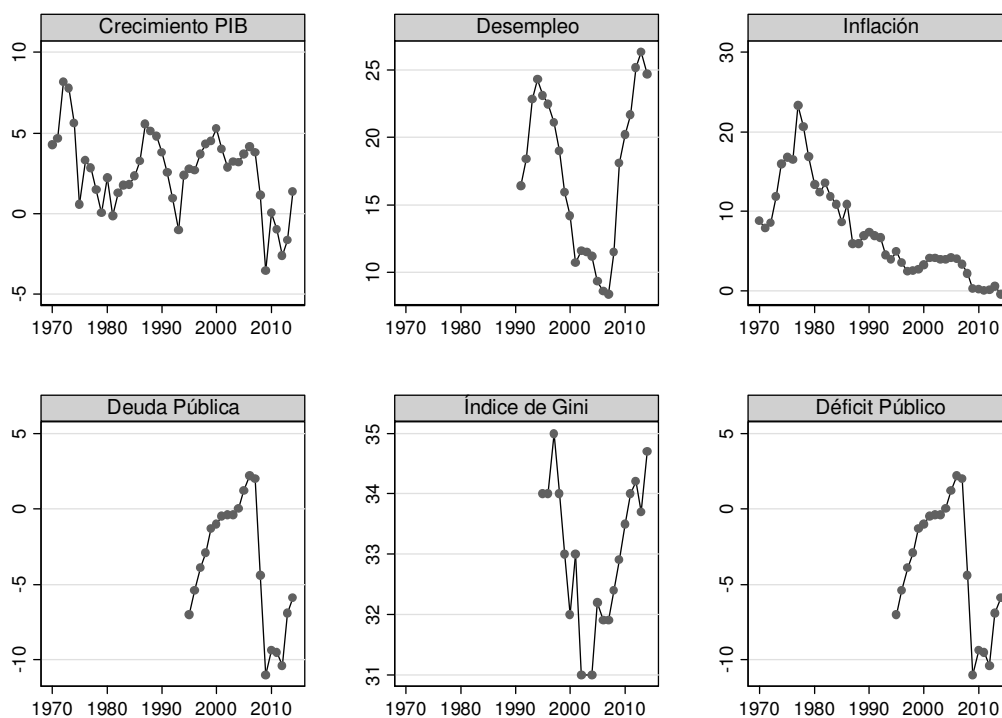 Crecimiento PIB
10
5
0
-5
1970 1980 1990 2000 2010
Desempleo
25
20
15
10
1970 1980 1990 2000 2010
Inflación
30
20
10
0
1970 1980 1990 2000 2010
Deuda Pública
5
0
-5
-10
1970 1980 1990 2000 2010
Índice de Gini
35
34
33
32
31
1970 1980 1990 2000 2010
Déficit Público
5
0
-5
-10
1970 1980 1990 2000 2010